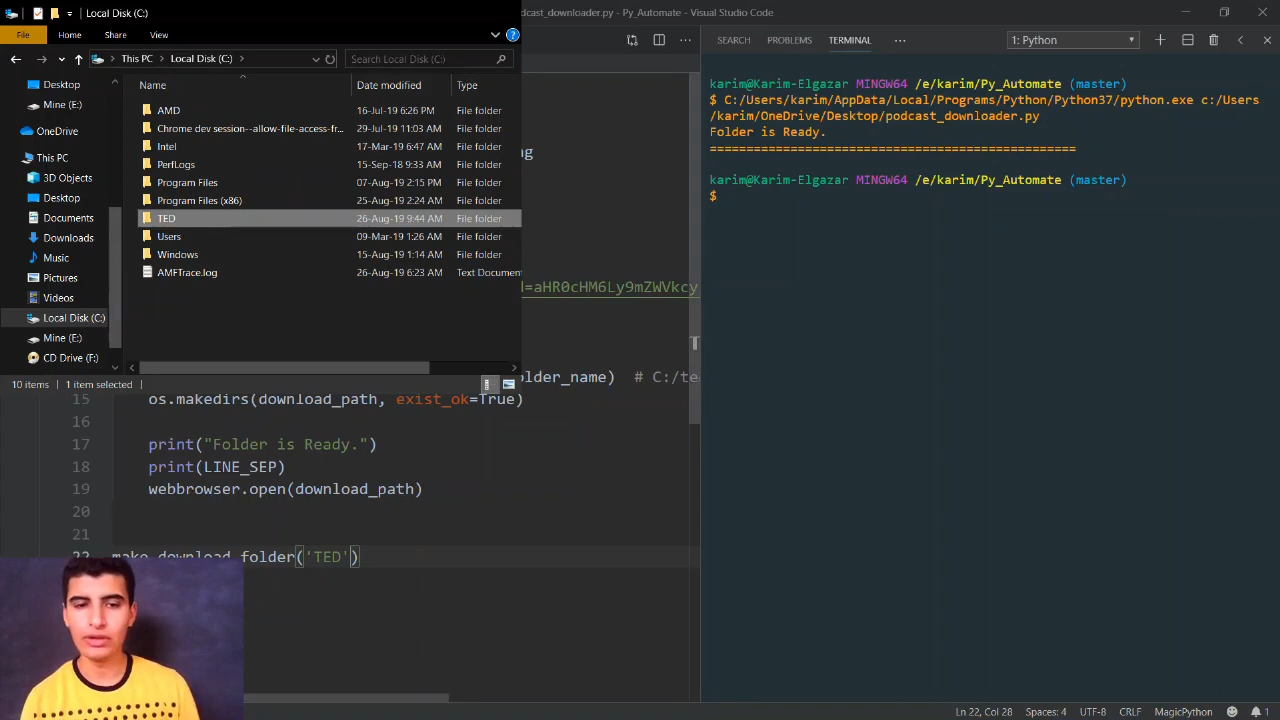 Local Disk (C:)
podcast_downloader.py - Py_Automate - Visual Studio Code
File Home Share View
This PC Local Disk (C:)
Search Local Disk (C:)
SEARCH PROBLEMS TERMINAL
1: Python
Name Date modified Type
Desktop
Mine (E:)
OneDrive
This PC
3D Objects
Desktop
Documents
Downloads
Music
Pictures
Videos
Local Disk (C:)
Mine (E:)
CD Drive (F:)
AMD 16-Jul-19 6:26 PM File folder
Chrome dev session--allow-file-access-fr... 29-Jul-19 11:03 AM File folder
Intel 17-Mar-19 6:47 AM File folder
PerfLogs 15-Sep-18 9:33 AM File folder
Program Files 07-Aug-19 2:15 PM File folder
Program Files (x86) 25-Aug-19 2:24 AM File folder
TED 26-Aug-19 9:44 AM File folder
Users 09-Mar-19 1:26 AM File folder
Windows 15-Aug-19 1:14 AM File folder
AMFTrace.log 26-Aug-19 6:23 AM Text Document
10 items 1 item selected
ng
=aHR0cHM6Ly9mZWVkcy
older_name) # C:/te
15 os.makedirs(download_path, exist_ok=True)
16
17 print("Folder is Ready.")
18 print(LINE_SEP)
19 webbrowser.open(download_path)
20
21
22 make_download_folder('TED')
karim@Karim-Elgazar MINGW64 /e/karim/Py_Automate (master)
$ C:/Users/karim/AppData/Local/Programs/Python/Python37/python.exe c:/Users
/karim/OneDrive/Desktop/podcast_downloader.py
Folder is Ready.
==================================================
karim@Karim-Elgazar MINGW64 /e/karim/Py_Automate (master)
$
Ln 22, Col 28 Spaces: 4 UTF-8 CRLF MagicPython 1